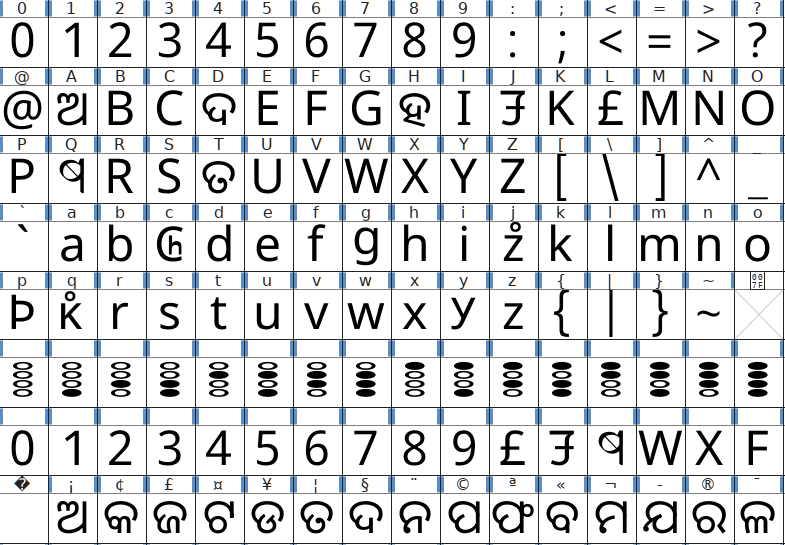 0 1 2 3 4 5 6 7 8 9 : ; < = > ?
0 1 2 3 4 5 6 7 8 9 : ; < = > ?
@ A B C D E F G H I J K L M N O
@ ଅ B C ଦ E F G ହ I Ɉ K £ M N O
P Q R S T U V W X Y Z [ \ ] ^ _
P R S ତ U V W X Y Z [ \ ] ^ _
` a b c d e f g h i j k l m n o
` a b d e f g h i k l m n o
p q r s t u v w x y z { | } ~ 007F
Þ k̊ r s t u v w x y z { | } ~
0 1 2 3 4 5 6 7 8 9 £ W X F
� ¡ ¢ £ ¤ ¥ ¦ § ¨ © ª « ¬ - ® ¯
ଅ କ ଜ ଟ ଡ ତ ଦ ନ ପ ଫ ବ ମ ଯ ର ଳ